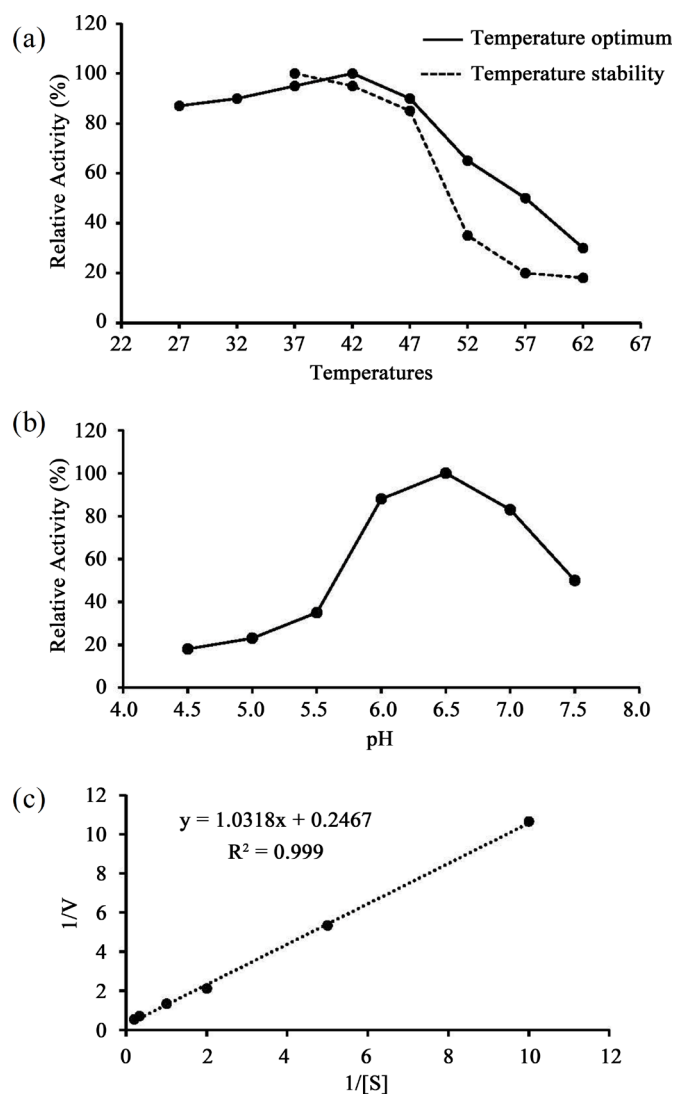 (a)
120
100
80
60
40
20
0
Relative Activity (%)
Temperature optimum
Temperature stability
22 27 32 37 42 47 52 57 62 67
Temperatures
(b)
120
100
80
60
40
20
0
Relative Activity (%)
4.0 4.5 5.0 5.5 6.0 6.5 7.0 7.5 8.0
pH
(c)
12
10
8
6
4
2
0
1/V
y = 1.0318x + 0.2467
R² = 0.999
0 2 4 6 8 10 12
1/[S]